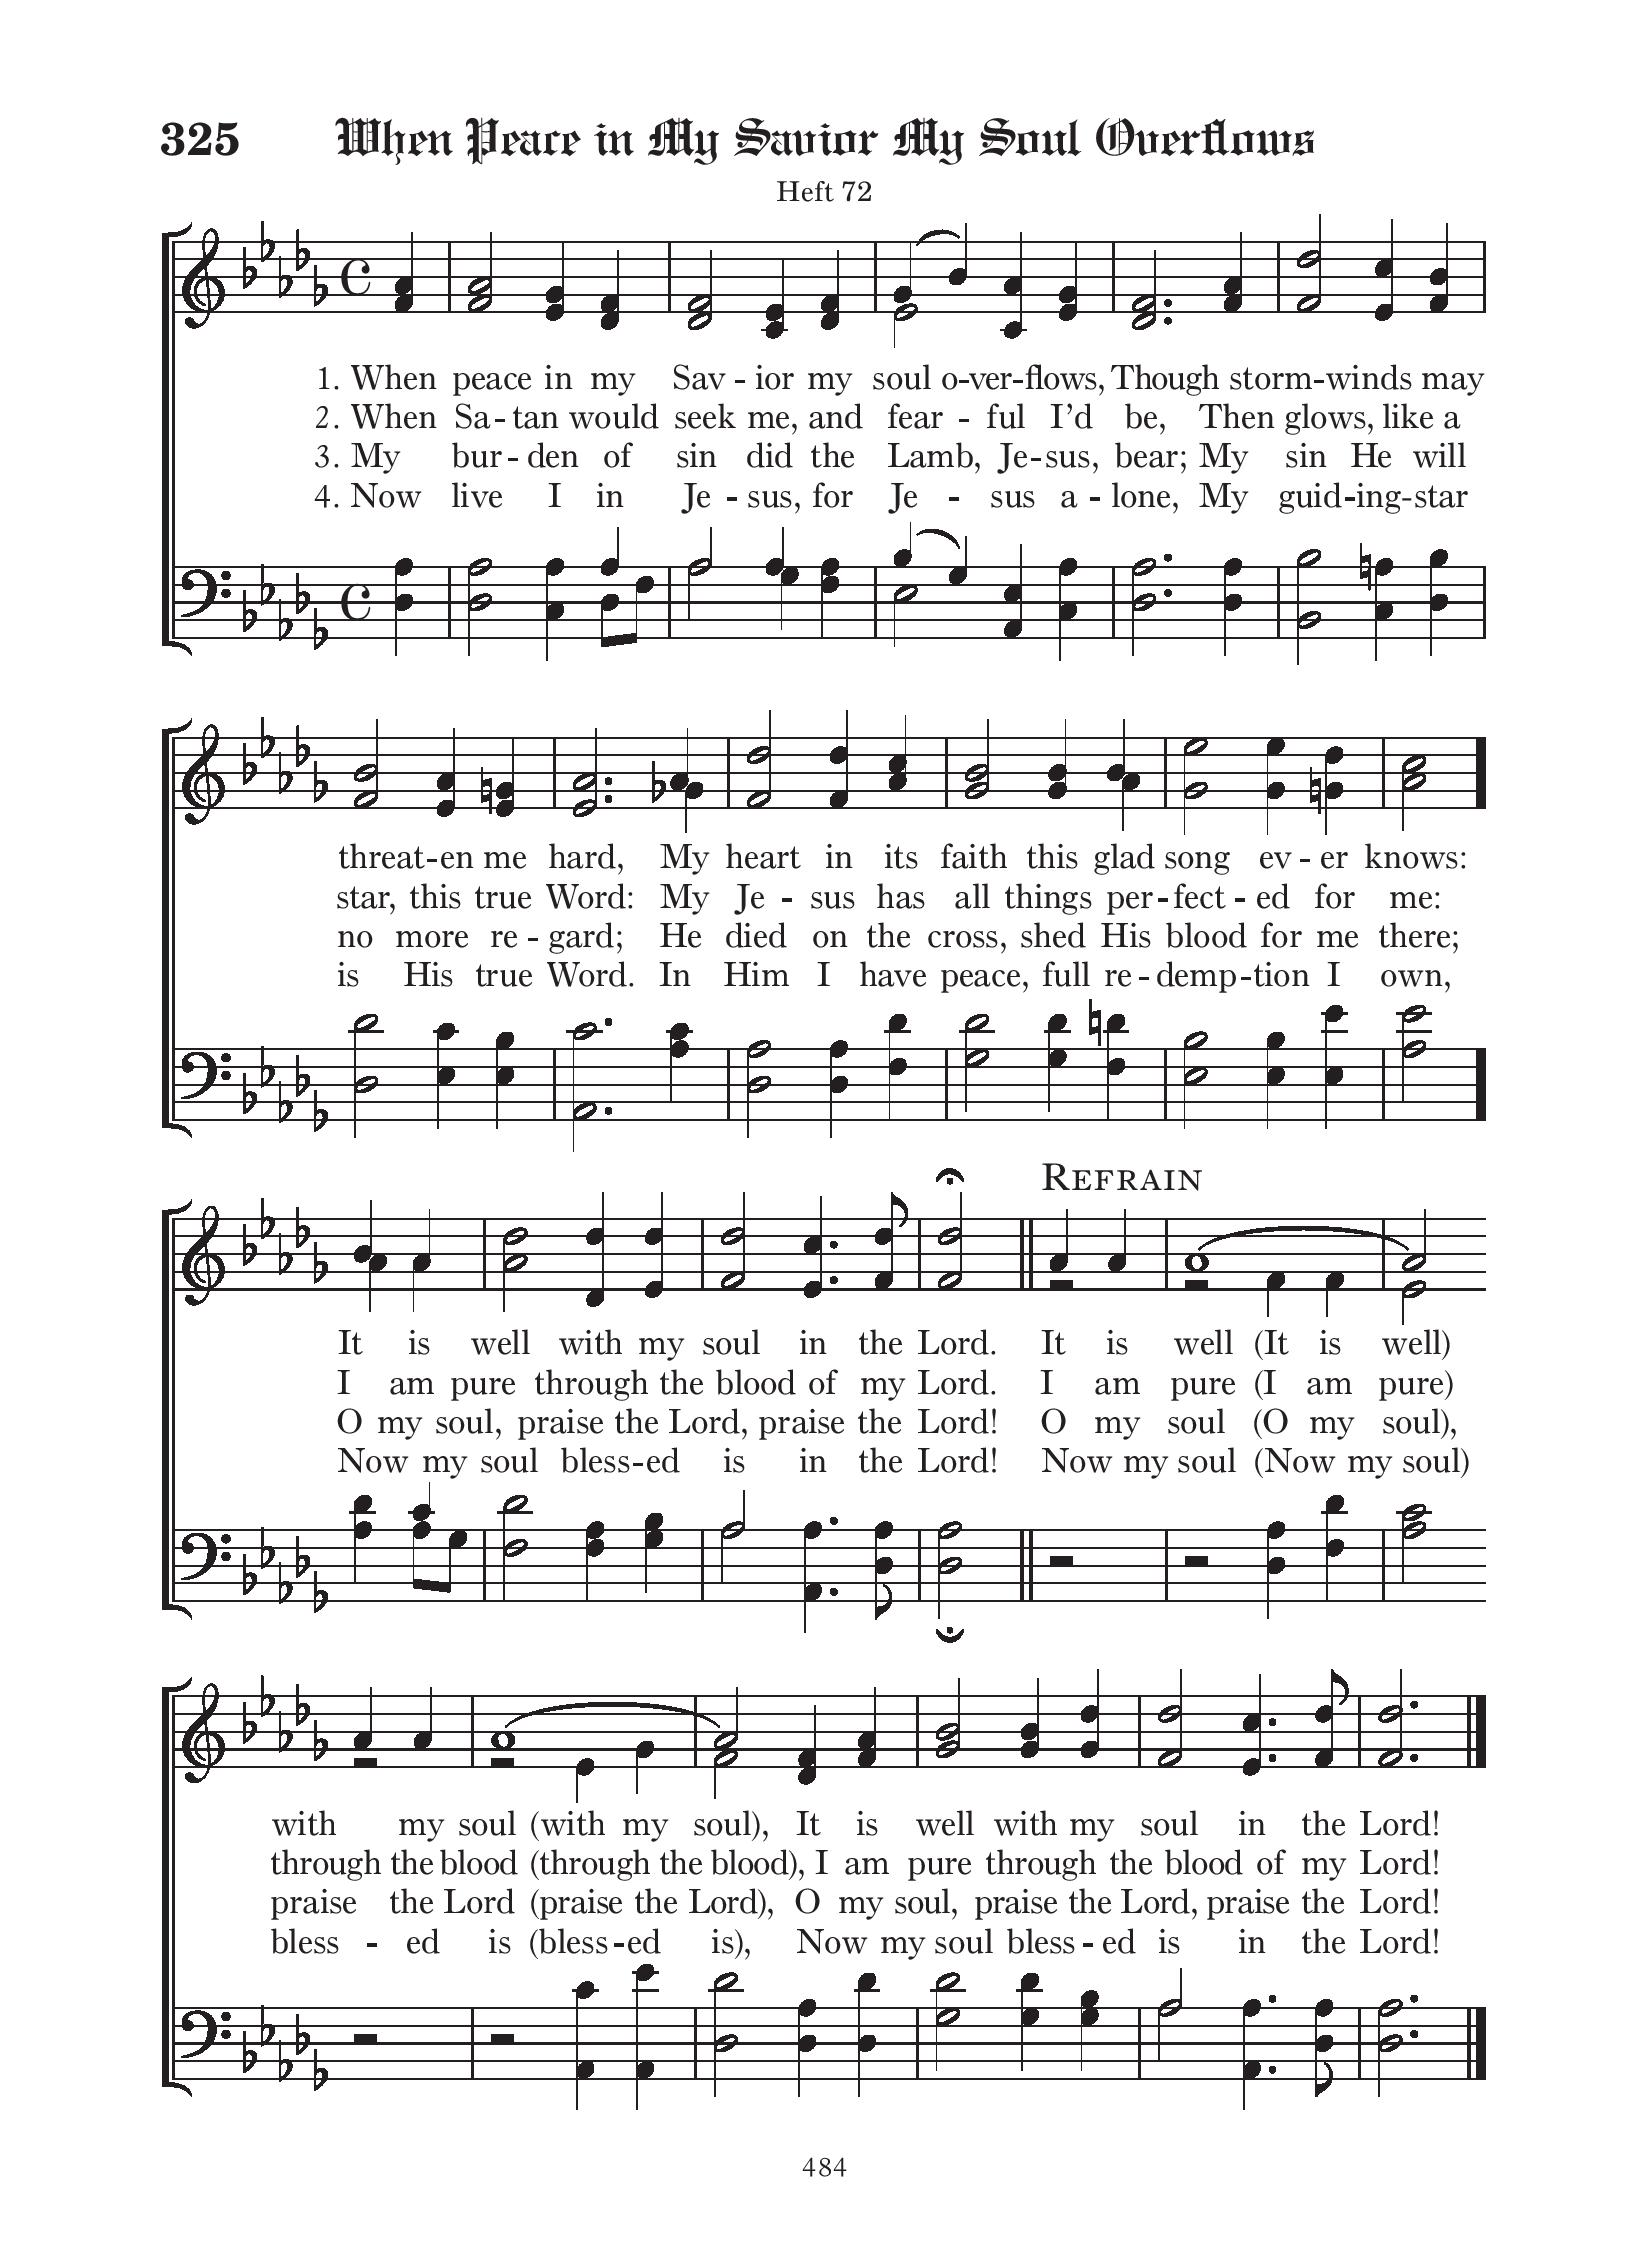 325 When Peace in My Savior My Soul Overflows
Heft 72
1. When peace in my Sav - ior my soul o-ver-flows, Though storm-winds may
2. When Sa - tan would seek me, and fear - ful I’d be, Then glows, like a
3. My bur - den of sin did the Lamb, Je-sus, bear; My sin He will
4. Now live I in Je - sus, for Je - sus a - lone, My guid-ing-star
threat-en me hard, My heart in its faith this glad song ev - er knows:
star, this true Word: My Je - sus has all things per-fect - ed for me:
no more re - gard; He died on the cross, shed His blood for me there;
is His true Word. In Him I have peace, full re - demp-tion I own,
REFRAIN
It is well with my soul in the Lord. It is well (It is well)
I am pure through the blood of my Lord. I am pure (I am pure)
O my soul, praise the Lord, praise the Lord! O my soul (O my soul),
Now my soul bless-ed is in the Lord! Now my soul (Now my soul)
with my soul (with my soul), It is well with my soul in the Lord!
through the blood (through the blood), I am pure through the blood of my Lord!
praise the Lord (praise the Lord), O my soul, praise the Lord, praise the Lord!
bless - ed is (bless-ed is), Now my soul bless - ed is in the Lord!
484